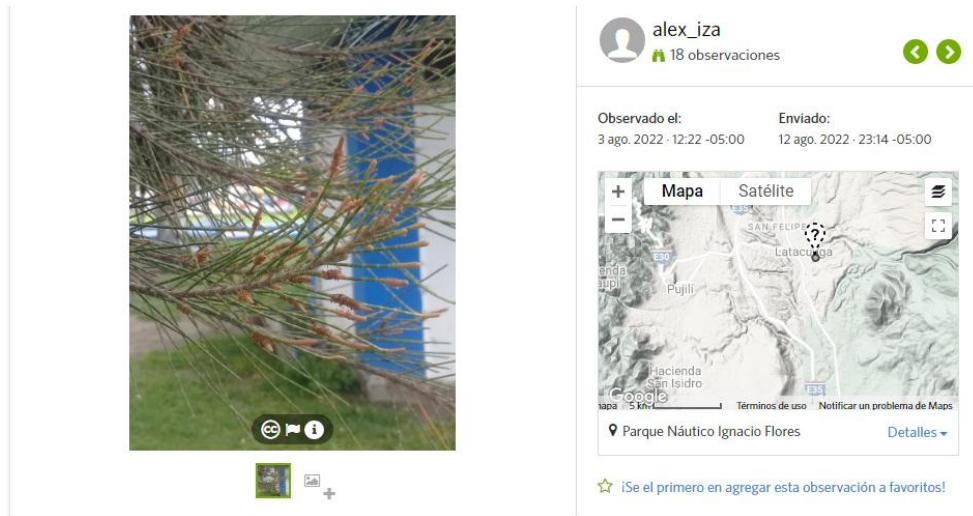 alex_iza
18 observaciones
Observado el:
3 ago. 2022 · 12:22 -05:00
Enviado:
12 ago. 2022 · 23:14 -05:00
Mapa
Satélite
E35
SAN FELIPE
?
Latacunga
E30
Pujilí
Hacienda
San Isidro
E35
Google
5 km
Términos de uso
Notificar un problema de Maps
Parque Náutico Ignacio Flores
Detalles
¡Se el primero en agregar esta observación a favoritos!